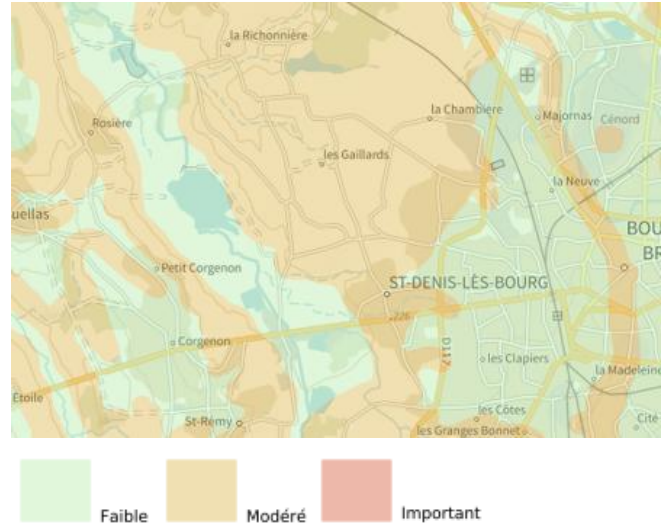 la Richonnière
la Chambière
Majornas
Cénord
Rosière
les Gaillards
la Neuve
uellas
BOU
BR
Petit Corgenon
ST-DENIS-LÈS-BOURG
226
D117
Corgenon
les Clapiers
la Madeleine
Étoile
les Côtes
Cité
St-Rémy
les Granges Bonnet
Faible
Modéré
Important